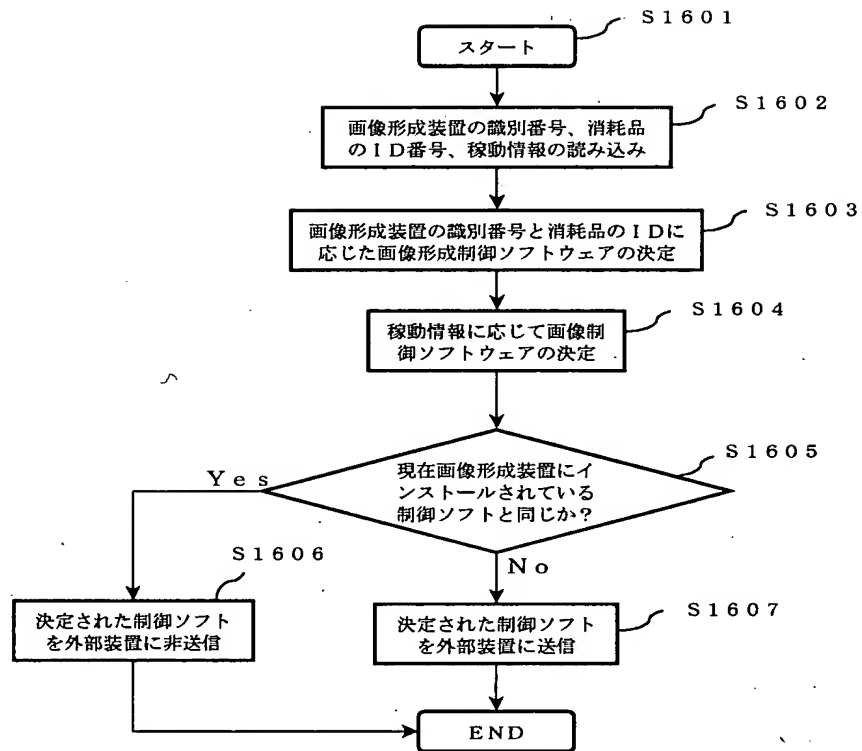 S1601
スタート
S1602
画像形成装置の識別番号、消耗品
のID番号、稼動情報の読み込み
S1603
画像形成装置の識別番号と消耗品のIDに
応じた画像形成制御ソフトウェアの決定
S1604
稼動情報に応じて画像制
御ソフトウェアの決定
S1605
現在画像形成装置にイ
ンストールされている
制御ソフトと同じか？
Yes
No
S1606
決定された制御ソフト
を外部装置に非送信
S1607
決定された制御ソフト
を外部装置に送信
END